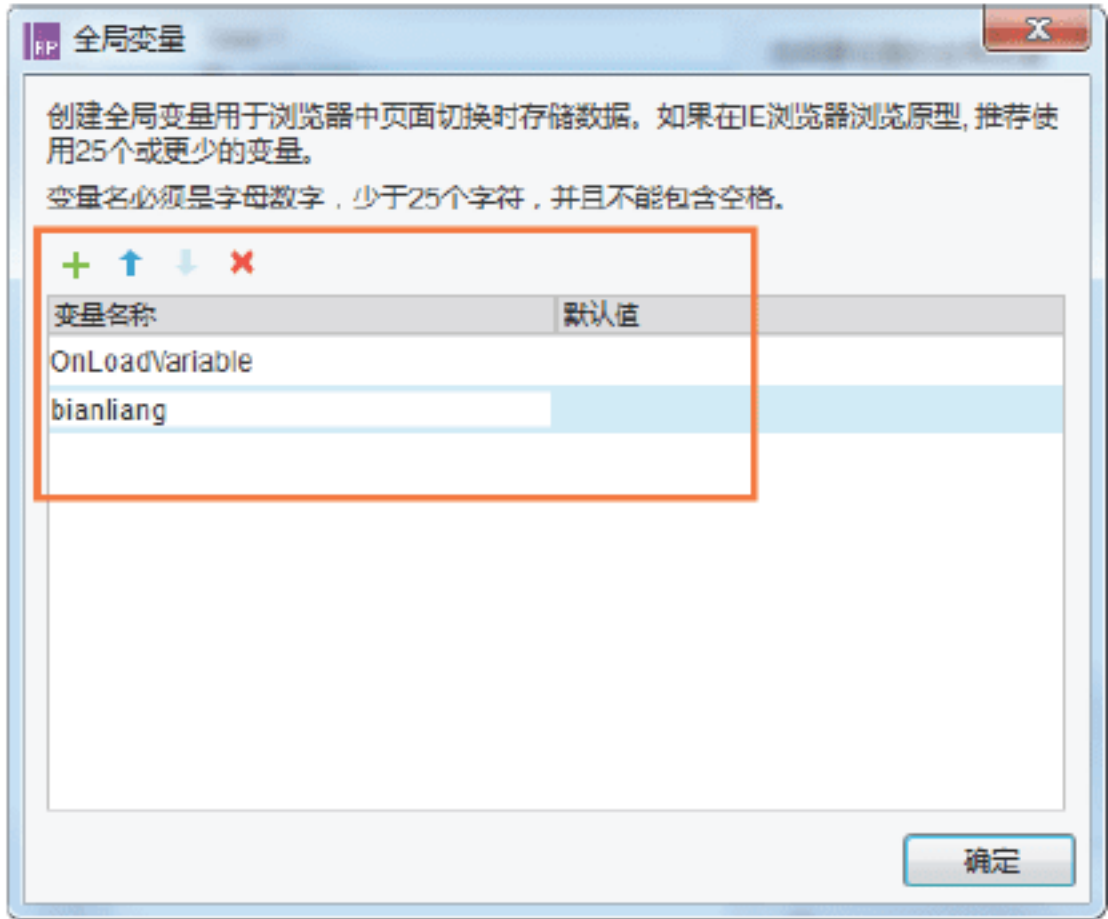 RP 全局变量
创建全局变量用于浏览器中页面切换时存储数据。如果在IE浏览器浏览原型, 推荐使
用25个或更少的变量。
变量名必须是字母数字，少于25个字符，并且不能包含空格。
变量名称 默认值
OnLoadVariable
bianliang
确定